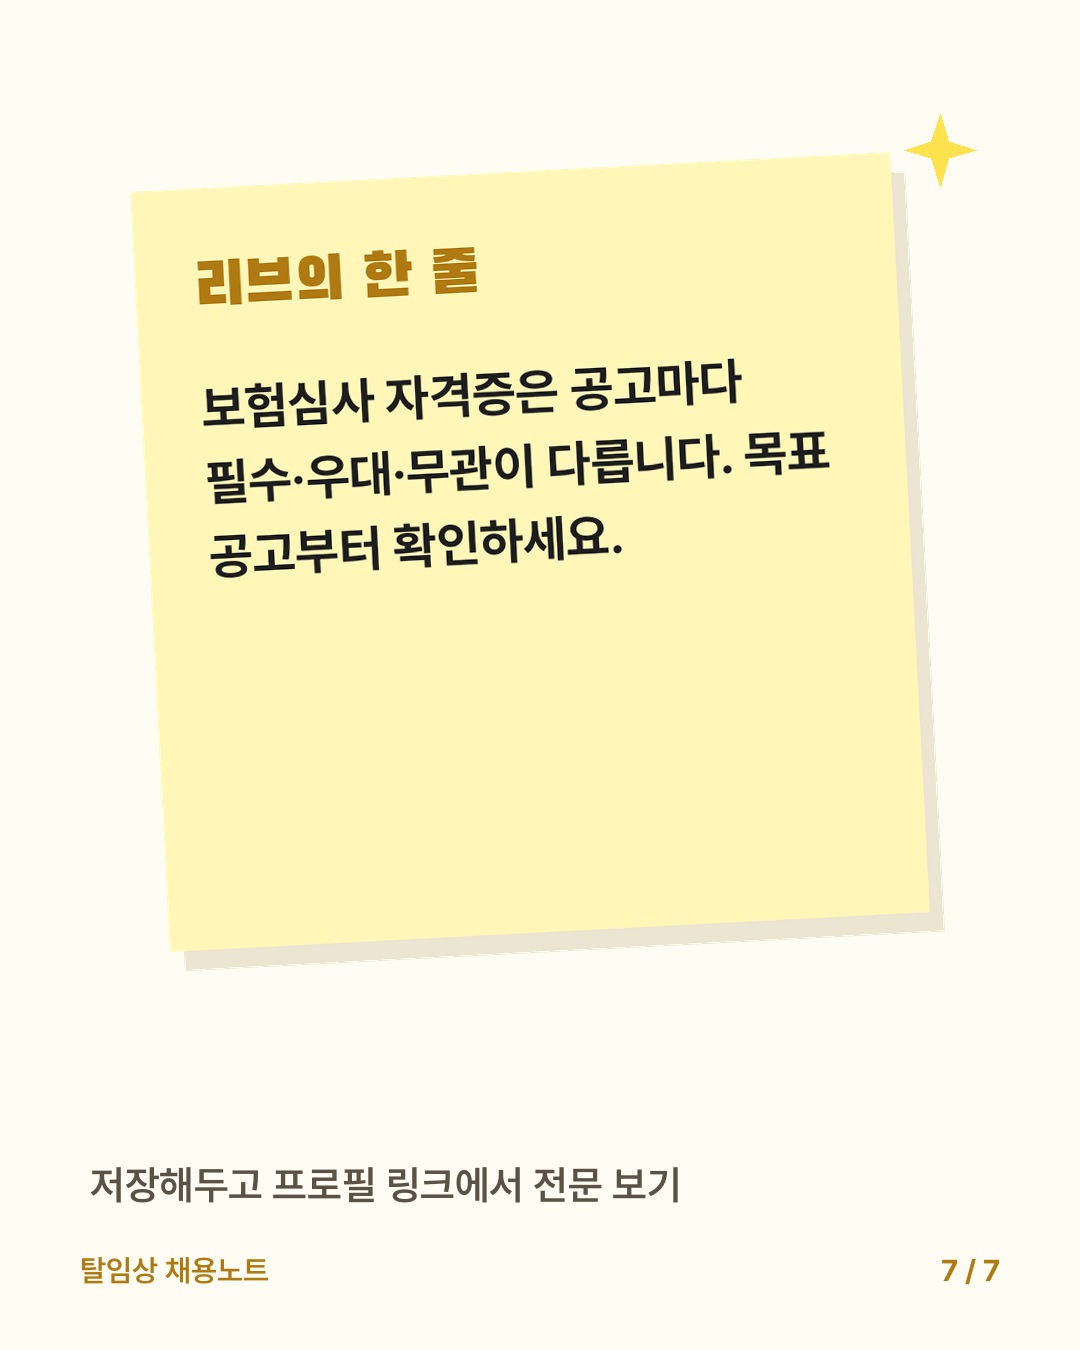 리브의 한 줄
보험심사 자격증은 공고마다
필수·우대·무관이 다릅니다. 목표
공고부터 확인하세요.
저장해두고 프로필 링크에서 전문 보기
탈임상 채용노트
7 / 7